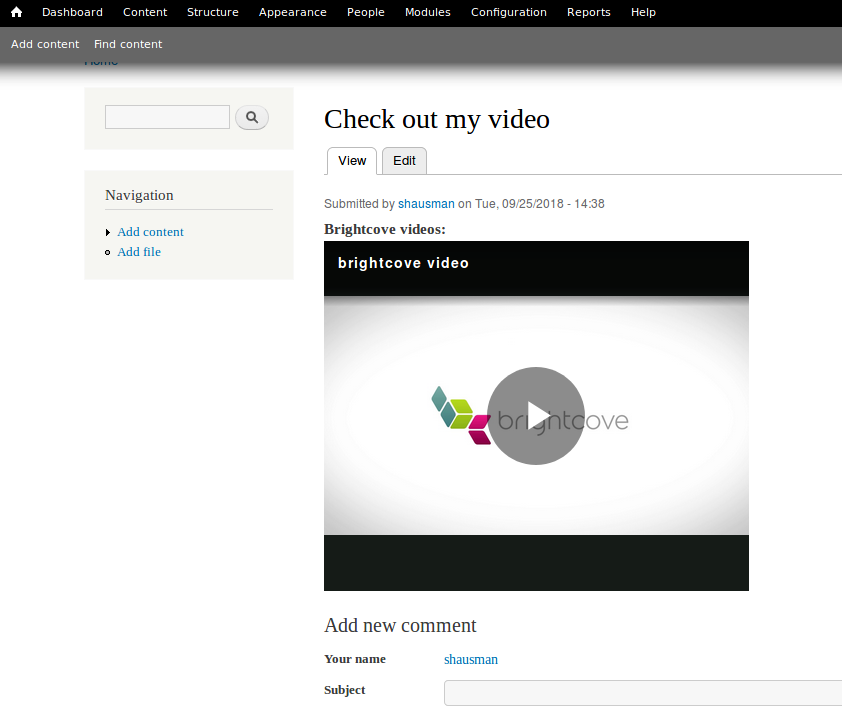 Dashboard Content Structure Appearance People Modules Configuration Reports Help
Add content Find content
Home
Check out my video
View Edit
Navigation
Add content
Add file
Submitted by shausman on Tue, 09/25/2018 - 14:38
Brightcove videos:
brightcove video
brightcove
Add new comment
Your name shausman
Subject